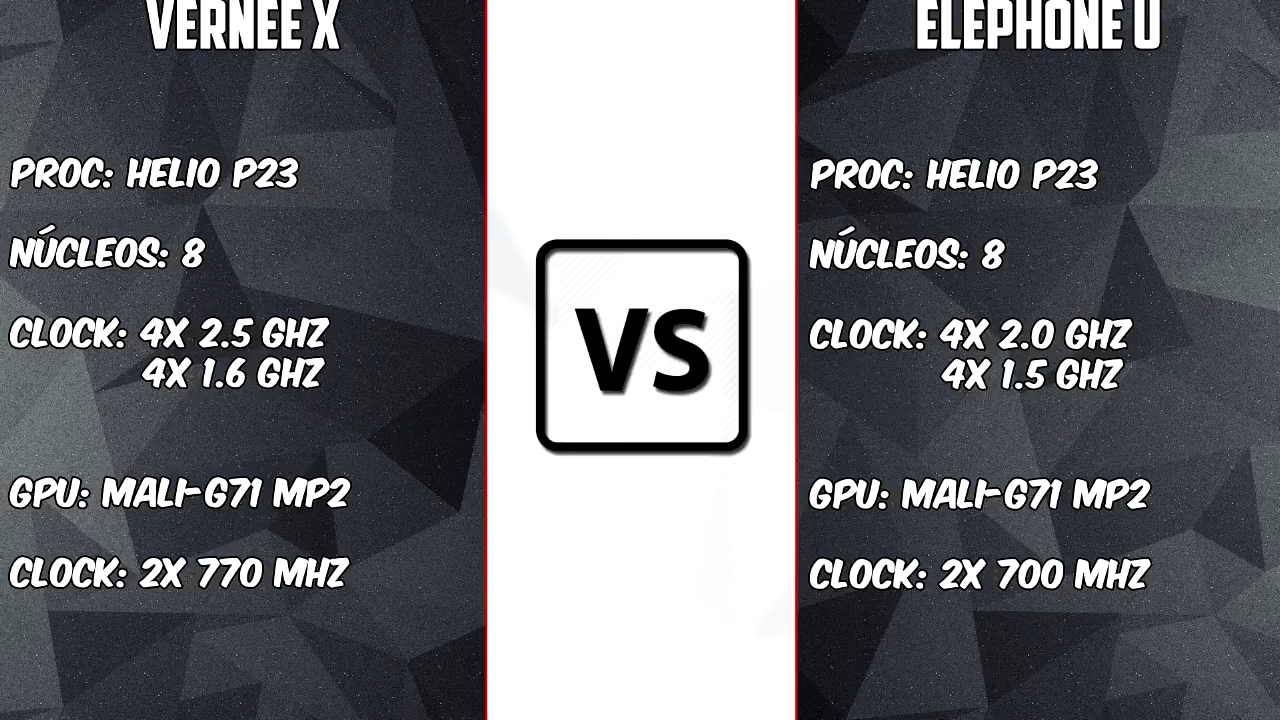 VERNEE X
PROC: HELIO P23
NÚCLEOS: 8
CLOCK: 4X 2.5 GHZ
4X 1.6 GHZ
GPU: MALI-G71 MP2
CLOCK: 2X 770 MHZ
VS
ELEPHONE U
PROC: HELIO P23
NÚCLEOS: 8
CLOCK: 4X 2.0 GHZ
4X 1.5 GHZ
GPU: MALI-G71 MP2
CLOCK: 2X 700 MHZ